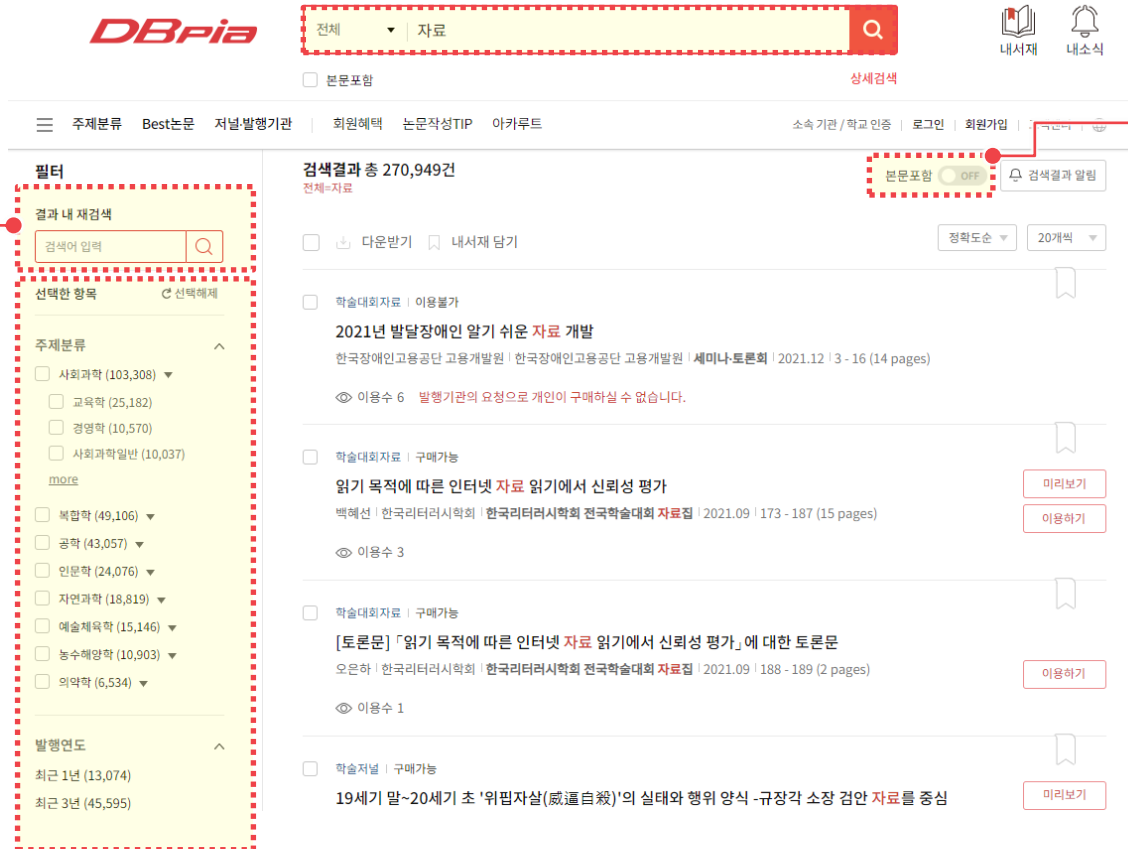 DBpia
전체 자료
내서재 내소식
본문포함 상세검색
주제분류 Best논문 저널·발행기관 회원혜택 논문작성TIP 아카루트
소속 기관 / 학교 인증 로그인 회원가입
필터
결과 내 재검색
검색어 입력
선택한 항목 선택해제
주제분류
사회과학 (103,308)
교육학 (25,182)
경영학 (10,570)
사회과학일반 (10,037)
more
복합학 (49,106)
공학 (43,057)
인문학 (24,076)
자연과학 (18,819)
예술체육학 (15,146)
농수해양학 (10,903)
의약학 (6,534)
발행연도
최근 1년 (13,074)
최근 3년 (45,595)
검색결과 총 270,949건
전체=자료
본문포함 OFF 검색결과 알림
다운받기 내서재 담기 정확도순 20개씩
학술대회자료 이용불가
2021년 발달장애인 알기 쉬운 자료 개발
한국장애인고용공단 고용개발원 한국장애인고용공단 고용개발원 세미나·토론회 2021.12 3 - 16 (14 pages)
이용수 6 발행기관의 요청으로 개인이 구매하실 수 없습니다.
학술대회자료 구매가능
읽기 목적에 따른 인터넷 자료 읽기에서 신뢰성 평가 미리보기
백혜선 한국리터러시학회 한국리터러시학회 전국학술대회 자료집 2021.09 173 - 187 (15 pages) 이용하기
이용수 3
학술대회자료 구매가능
[토론문] 「읽기 목적에 따른 인터넷 자료 읽기에서 신뢰성 평가」에 대한 토론문
오은하 한국리터러시학회 한국리터러시학회 전국학술대회 자료집 2021.09 188 - 189 (2 pages) 이용하기
이용수 1
학술저널 구매가능
19세기 말~20세기 초 '위핍자살(威逼自殺)'의 실태와 행위 양식 -규장각 소장 검안 자료를 중심 미리보기